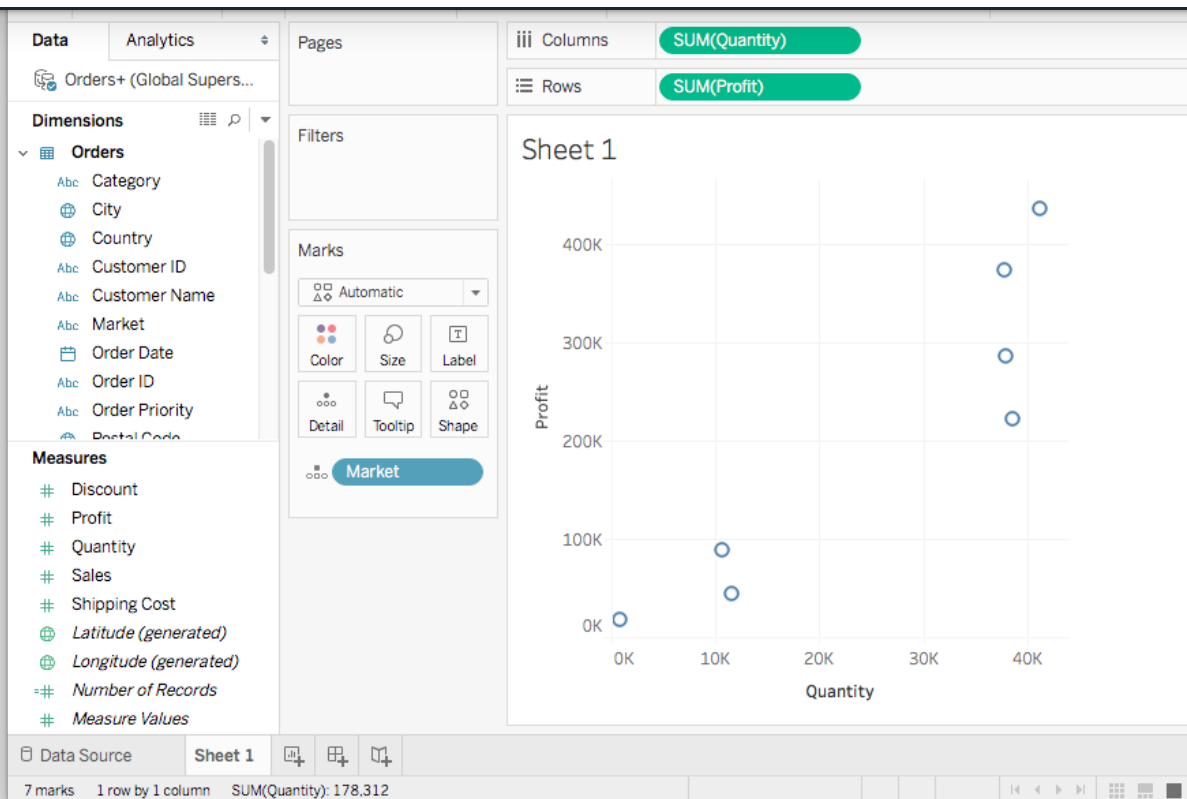 Data
Analytics
Orders+ (Global Supers...
Dimensions
Orders
Abc Category
City
Country
Abc Customer ID
Abc Customer Name
Abc Market
Order Date
Abc Order ID
Abc Order Priority
Postal Code
Measures
# Discount
# Profit
# Quantity
# Sales
# Shipping Cost
Latitude (generated)
Longitude (generated)
=# Number of Records
# Measure Values
Pages
Filters
Marks
Automatic
Color
Size
T
Label
Detail
Tooltip
Shape
Market
iii Columns
SUM(Quantity)
Rows
SUM(Profit)
Sheet 1
400K
300K
200K
100K
0K
Profit
0K
10K
20K
30K
40K
Quantity
Data Source
Sheet 1
7 marks
1 row by 1 column
SUM(Quantity): 178,312